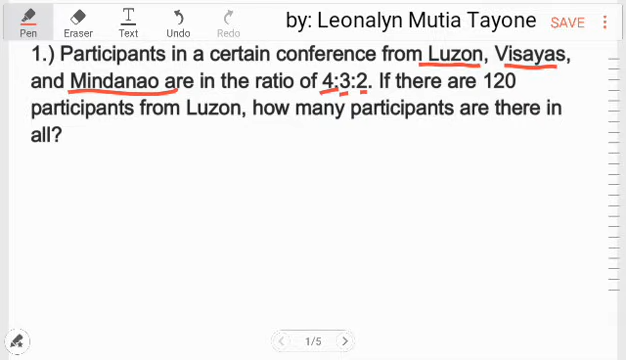 by: Leonalyn Mutia Tayone
SAVE
Pen
Eraser
Text
Undo
Redo
1.) Participants in a certain conference from Luzon, Visayas,
and Mindanao are in the ratio of 4:3:2. If there are 120
participants from Luzon, how many participants are there in
all?
1/5